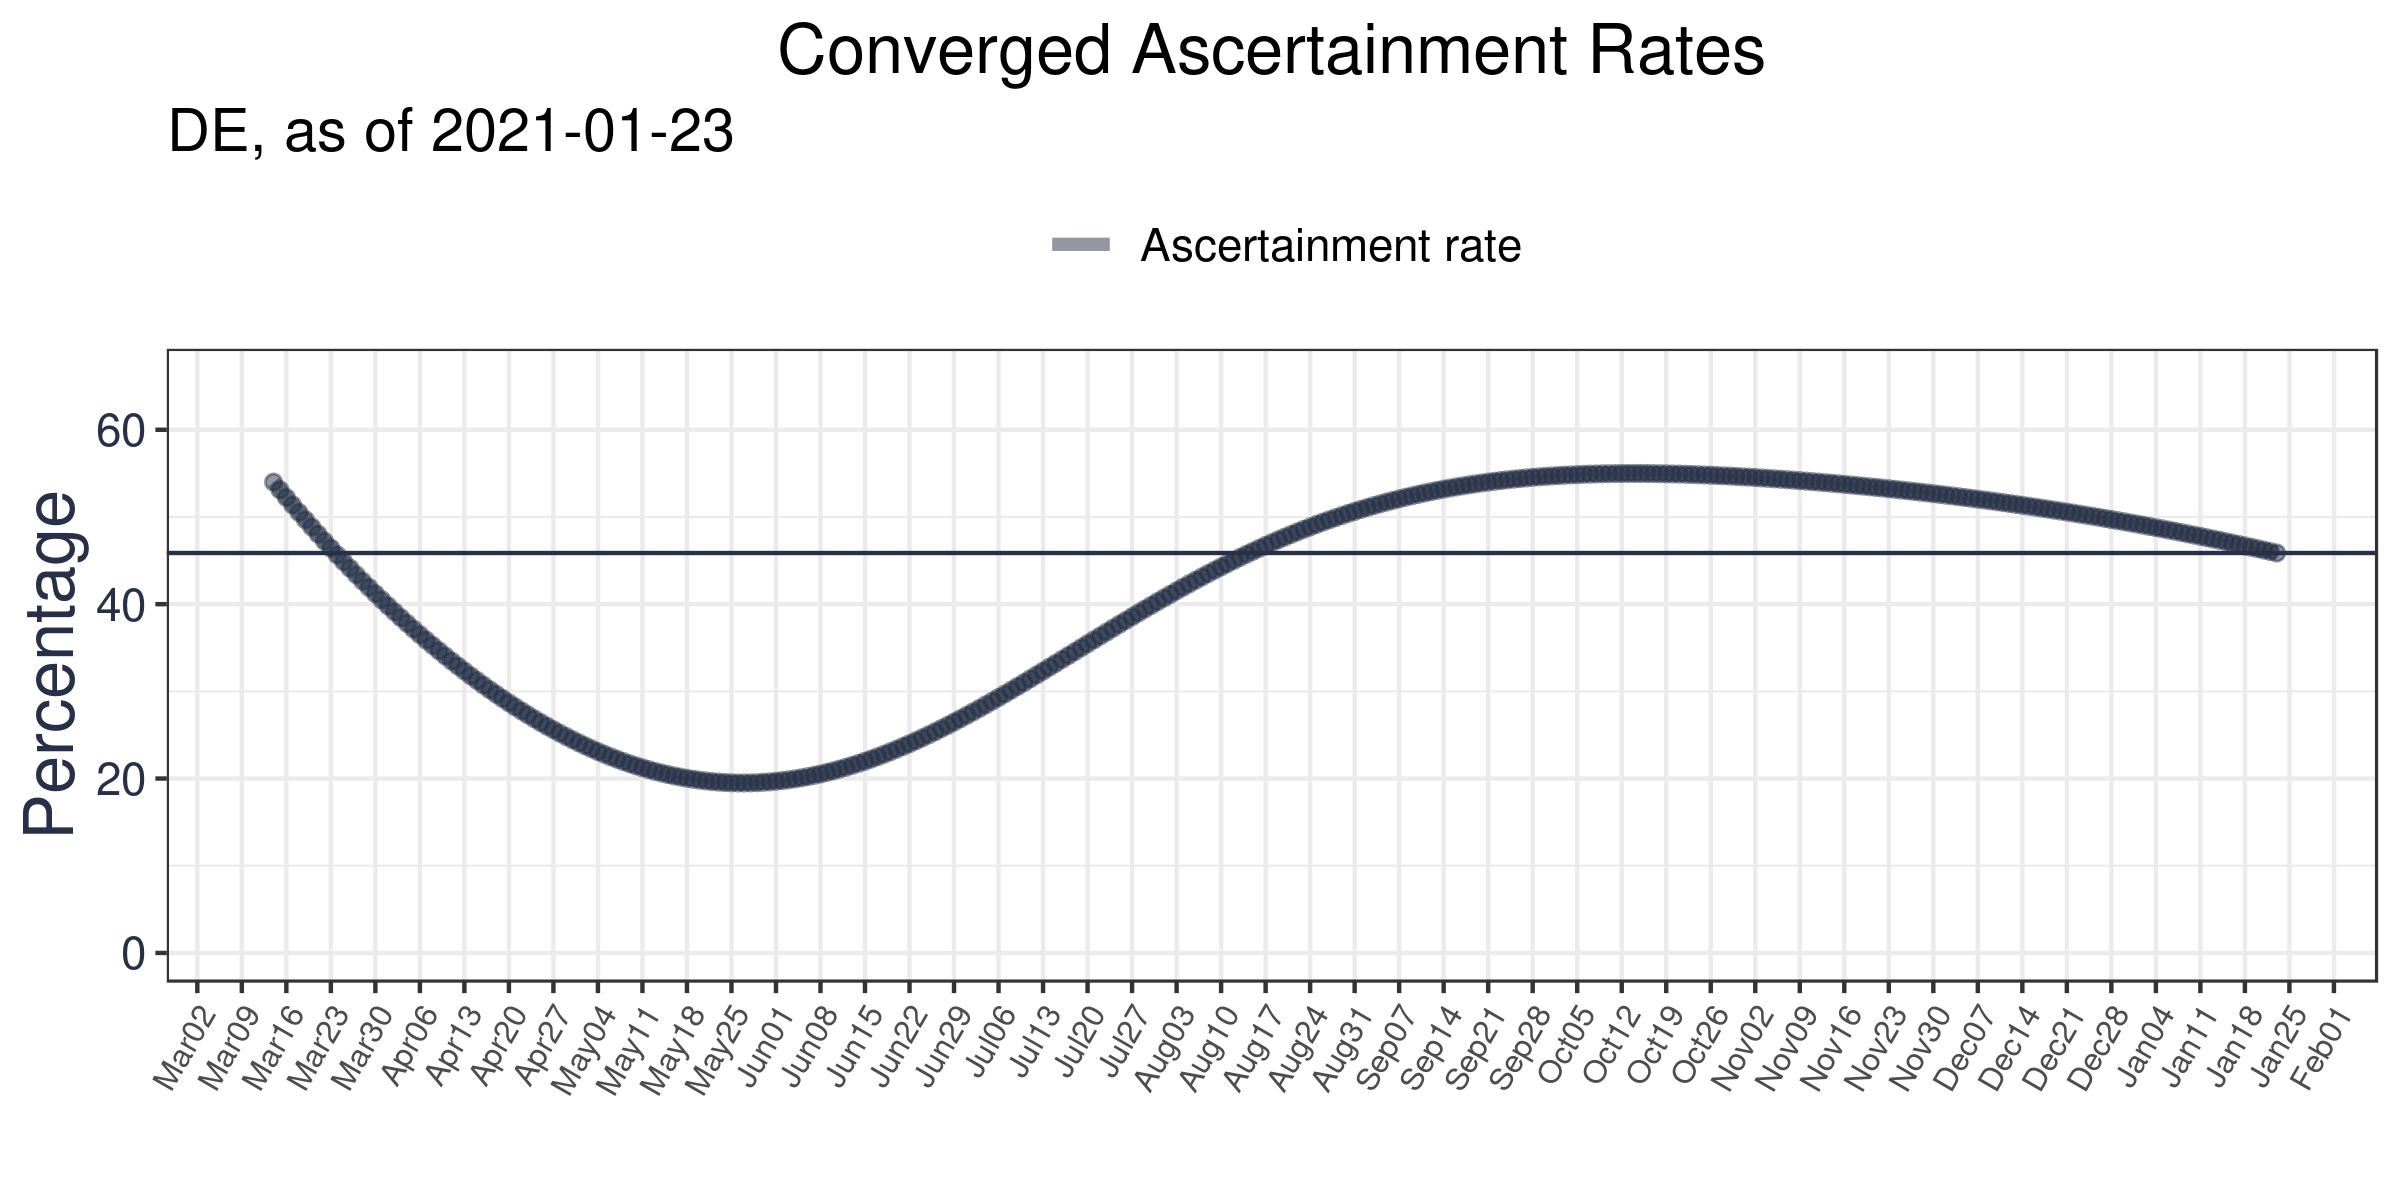 Converged Ascertainment Rates
DE, as of 2021-01-23
Ascertainment rate
Percentage
60
40
20
0
Mar02 Mar09 Mar16 Mar23 Mar30 Apr06 Apr13 Apr20 Apr27 May04 May11 May18 May25 Jun01 Jun08 Jun15 Jun22 Jun29 Jul06 Jul13 Jul20 Jul27 Aug03 Aug10 Aug17 Aug24 Aug31 Sep07 Sep14 Sep21 Sep28 Oct05 Oct12 Oct19 Oct26 Nov02 Nov09 Nov16 Nov23 Nov30 Dec07 Dec14 Dec21 Dec28 Jan04 Jan11 Jan18 Jan25 Feb01